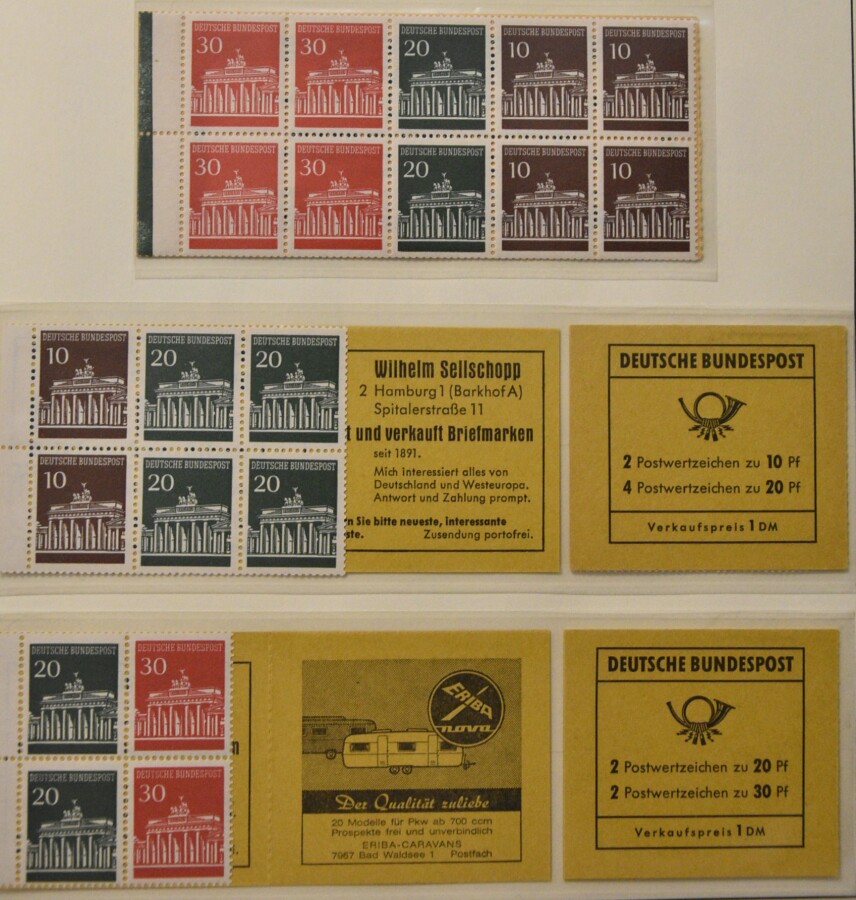 DEUTSCHE BUNDESPOST DEUTSCHE BUNDESPOST DEUTSCHE BUNDESPOST DEUTSCHE BUNDESPOST DEUTSCHE BUNDESPOST
30 30 20 10 10
DEUTSCHE BUNDESPOST DEUTSCHE BUNDESPOST DEUTSCHE BUNDESPOST DEUTSCHE BUNDESPOST DEUTSCHE BUNDESPOST
30 30 20 10 10
DEUTSCHE BUNDESPOST DEUTSCHE BUNDESPOST DEUTSCHE BUNDESPOST
10 20 20
DEUTSCHE BUNDESPOST DEUTSCHE BUNDESPOST DEUTSCHE BUNDESPOST
10 20 20
Wilhelm Sellschopp
2 Hamburg 1 (Barkhof A)
Spitalerstraße 11
t und verkauft Briefmarken
seit 1891.
Mich interessiert alles von
Deutschland und Westeuropa.
Antwort und Zahlung prompt.
n Sie bitte neueste, interessante
ste. Zusendung portofrei.
DEUTSCHE BUNDESPOST
2 Postwertzeichen zu 10 Pf
4 Postwertzeichen zu 20 Pf
Verkaufspreis 1 DM
DEUTSCHE BUNDESPOST DEUTSCHE BUNDESPOST
20 30
DEUTSCHE BUNDESPOST DEUTSCHE BUNDESPOST
20 30
ERIBA
nova
Der Qualität zuliebe
20 Modelle für Pkw ab 700 ccm
Prospekte frei und unverbindlich
ERIBA-CARAVANS
7967 Bad Waldsee 1 Postfach
DEUTSCHE BUNDESPOST
2 Postwertzeichen zu 20 Pf
2 Postwertzeichen zu 30 Pf
Verkaufspreis 1 DM